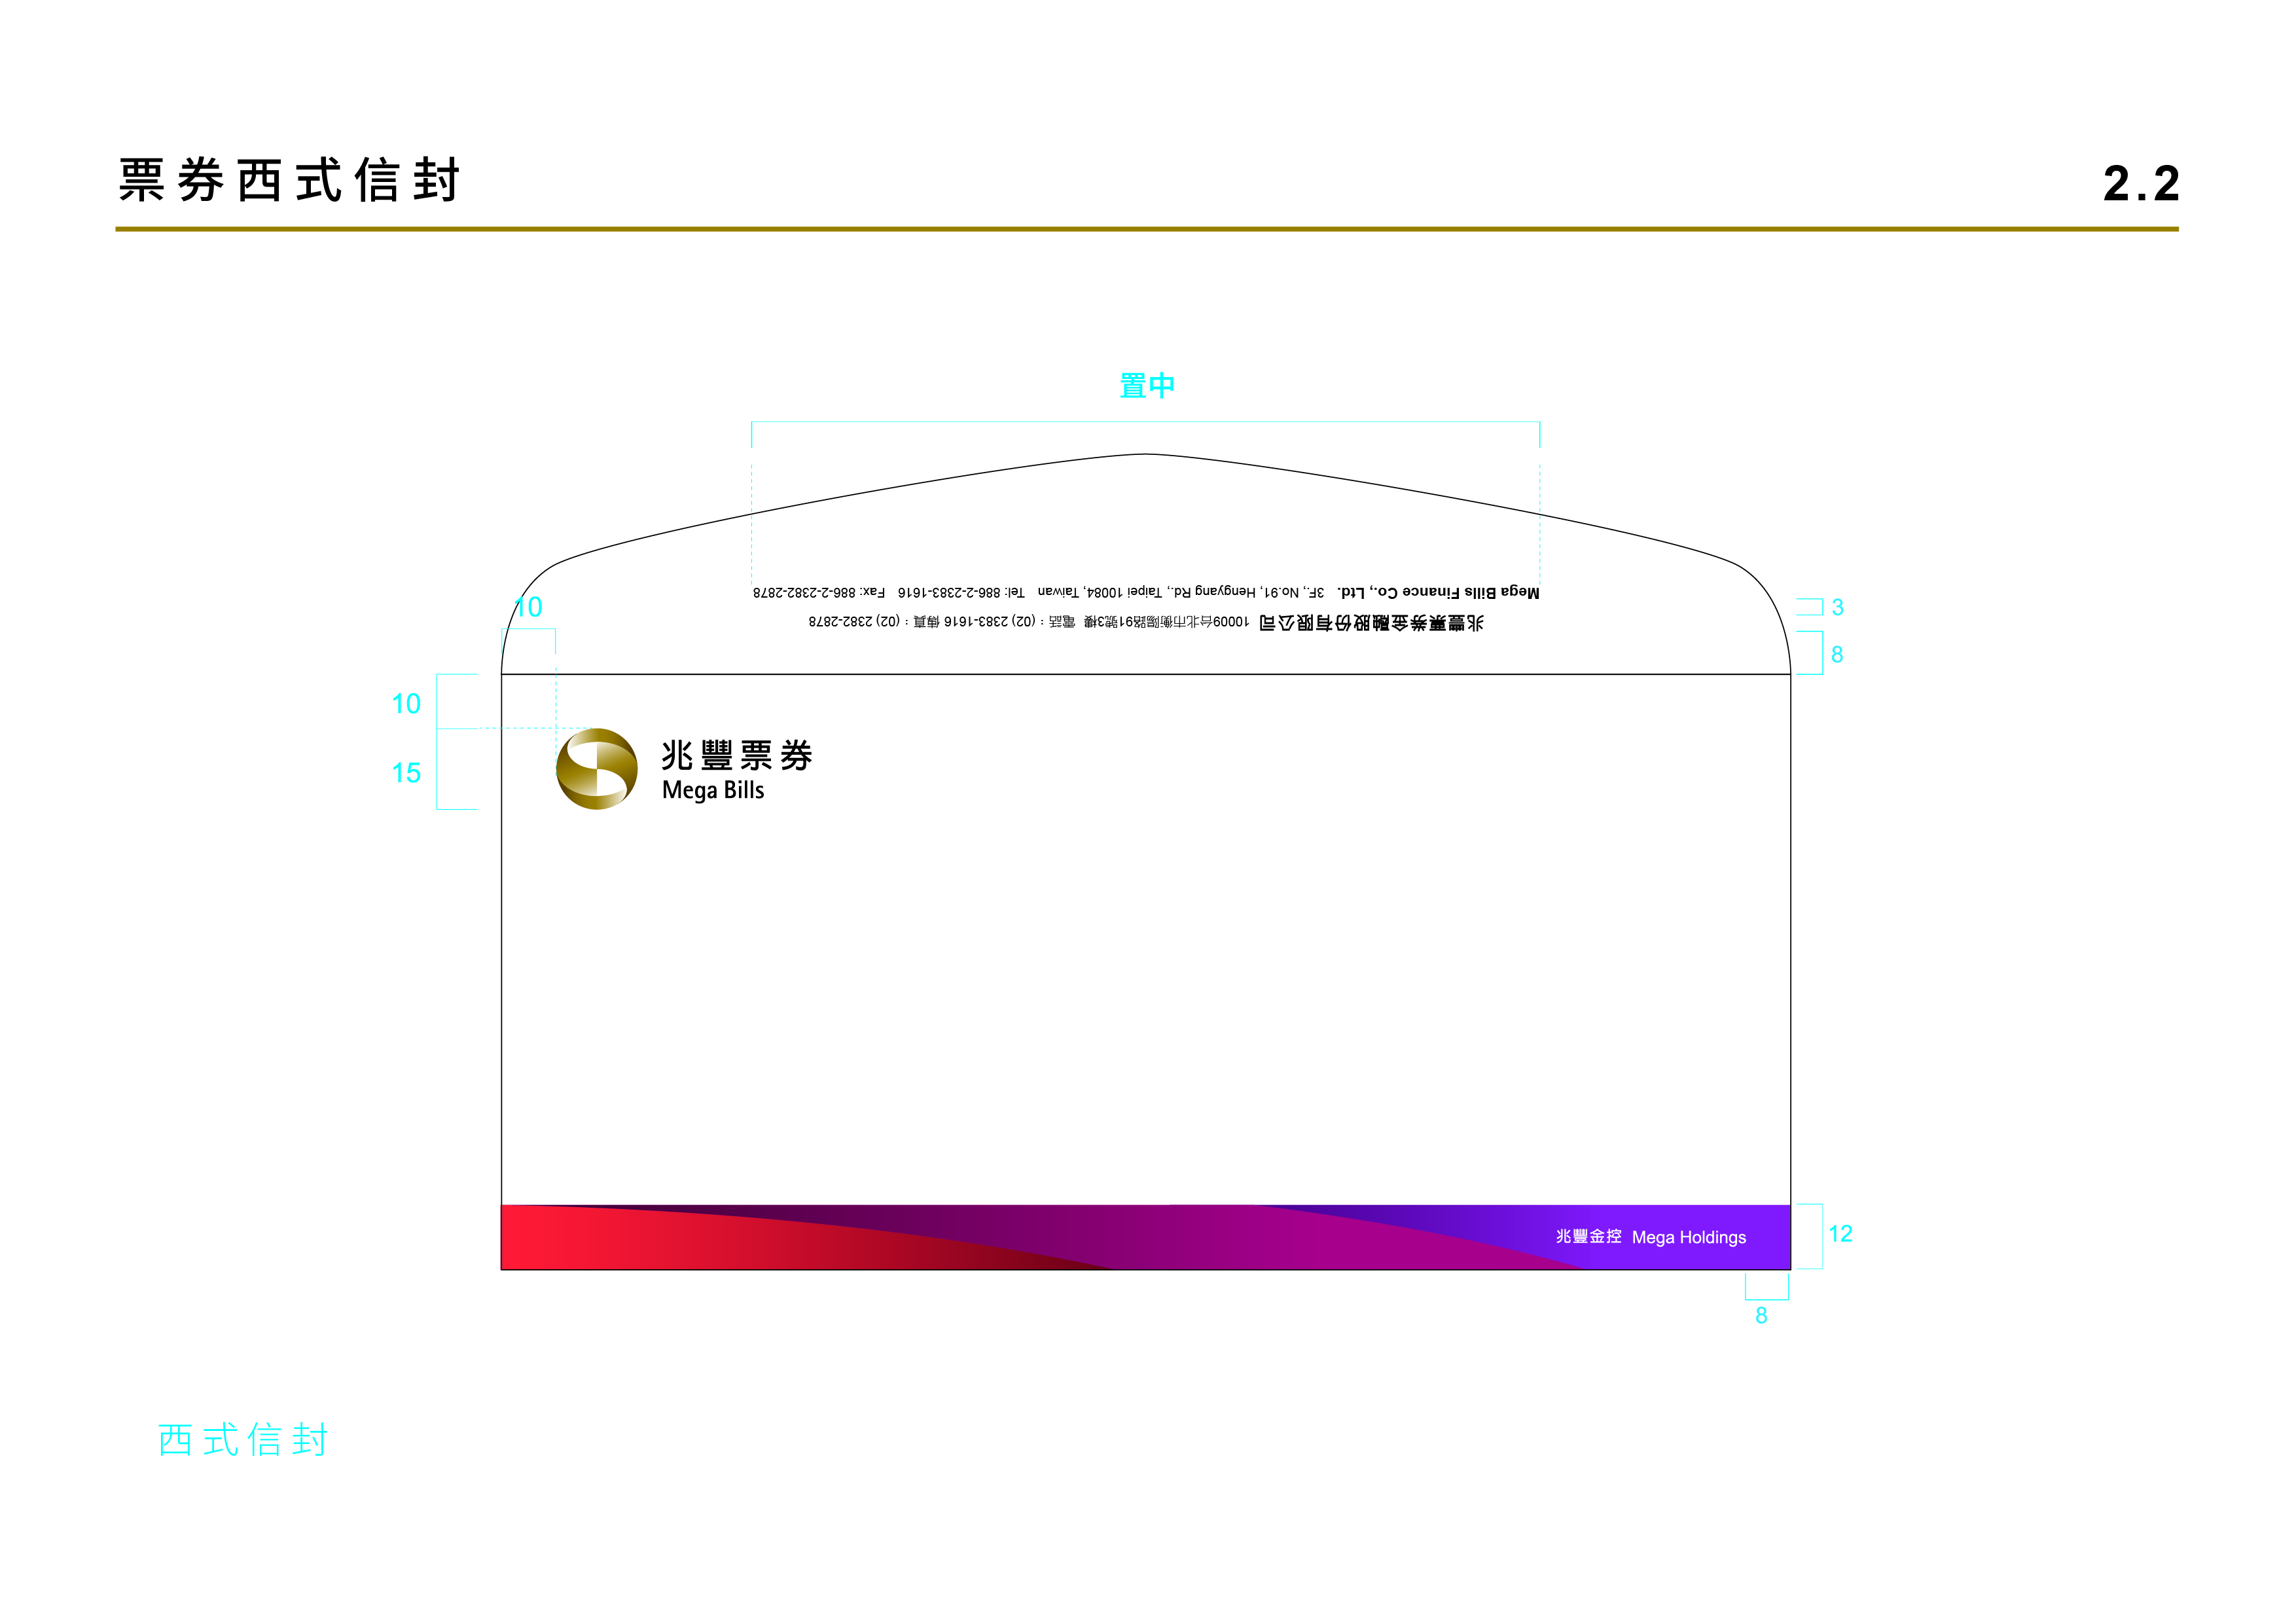 票券西式信封
2.2
置中
Mega Bills Finance Co., Ltd. 3F., No.91, Hengyang Rd., Taipei 10084, Taiwan Tel: 886-2-2383-1616 Fax: 886-2-2382-2878
兆豐票券金融股份有限公司 10009台北市衡陽路91號3樓 電話：(02) 2383-1616 傳真：(02) 2382-2878
10
3
8
10
15
兆豐票券
Mega Bills
兆豐金控 Mega Holdings
12
8
西式信封